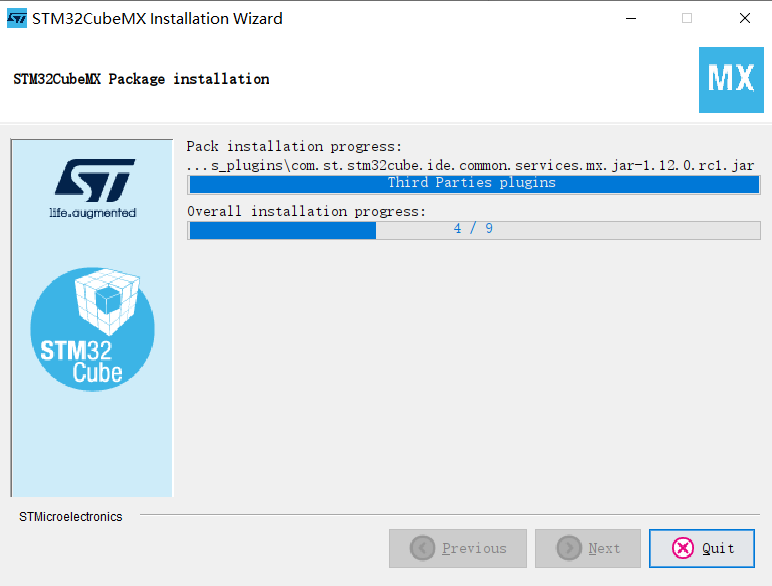 STM32CubeMX Installation Wizard
STM32CubeMX Package installation
MX
Pack installation progress:
...s_plugins\com.st.stm32cube.ide.common.services.mx.jar-1.12.0.rc1.jar
Third Parties plugins
Overall installation progress:
4 / 9
ST
life.augmented
STM32
Cube
STMicroelectronics
Previous
Next
Quit